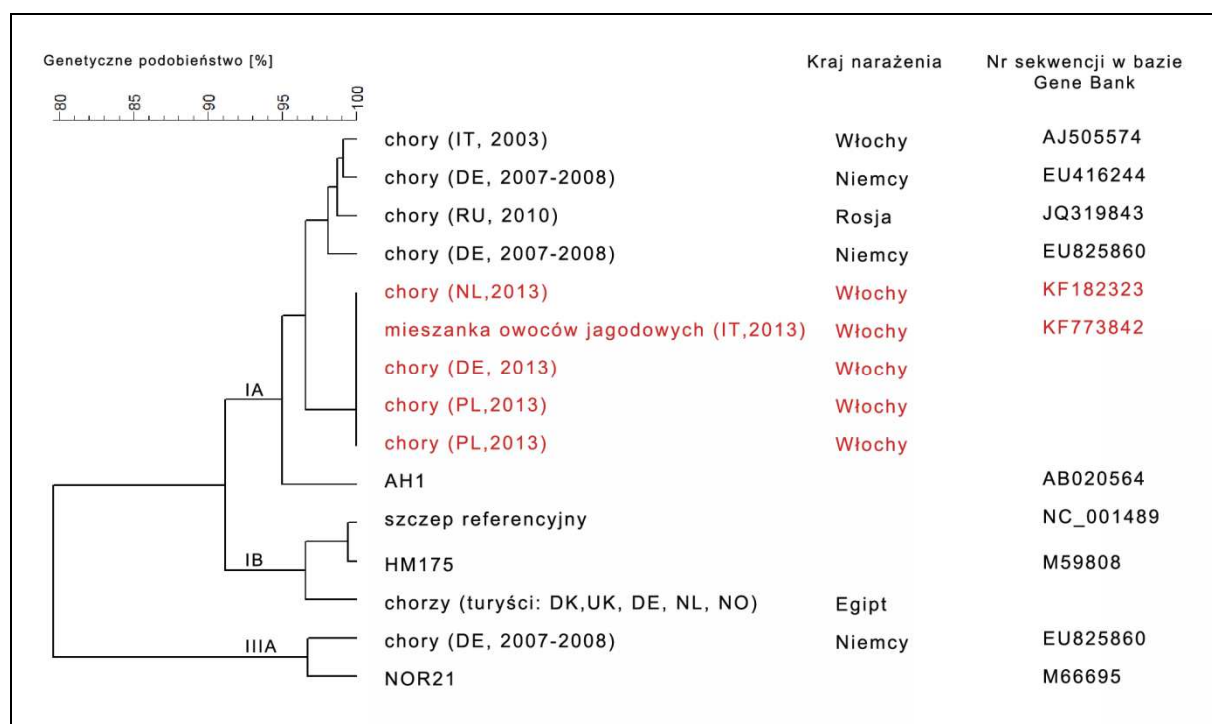 Genetyczne podobieństwo [%] Kraj narażenia Nr sekwencji w bazie
Gene Bank
80 85 90 95 100
chory (IT, 2003) Włochy AJ505574
chory (DE, 2007-2008) Niemcy EU416244
chory (RU, 2010) Rosja JQ319843
chory (DE, 2007-2008) Niemcy EU825860
chory (NL,2013) Włochy KF182323
mieszanka owoców jagodowych (IT,2013) Włochy KF773842
chory (DE, 2013) Włochy
IA chory (PL,2013) Włochy
chory (PL,2013) Włochy
AH1 AB020564
szczep referencyjny NC_001489
IB HM175 M59808
chorzy (turyści: DK,UK, DE, NL, NO) Egipt
IIIA chory (DE, 2007-2008) Niemcy EU825860
NOR21 M66695